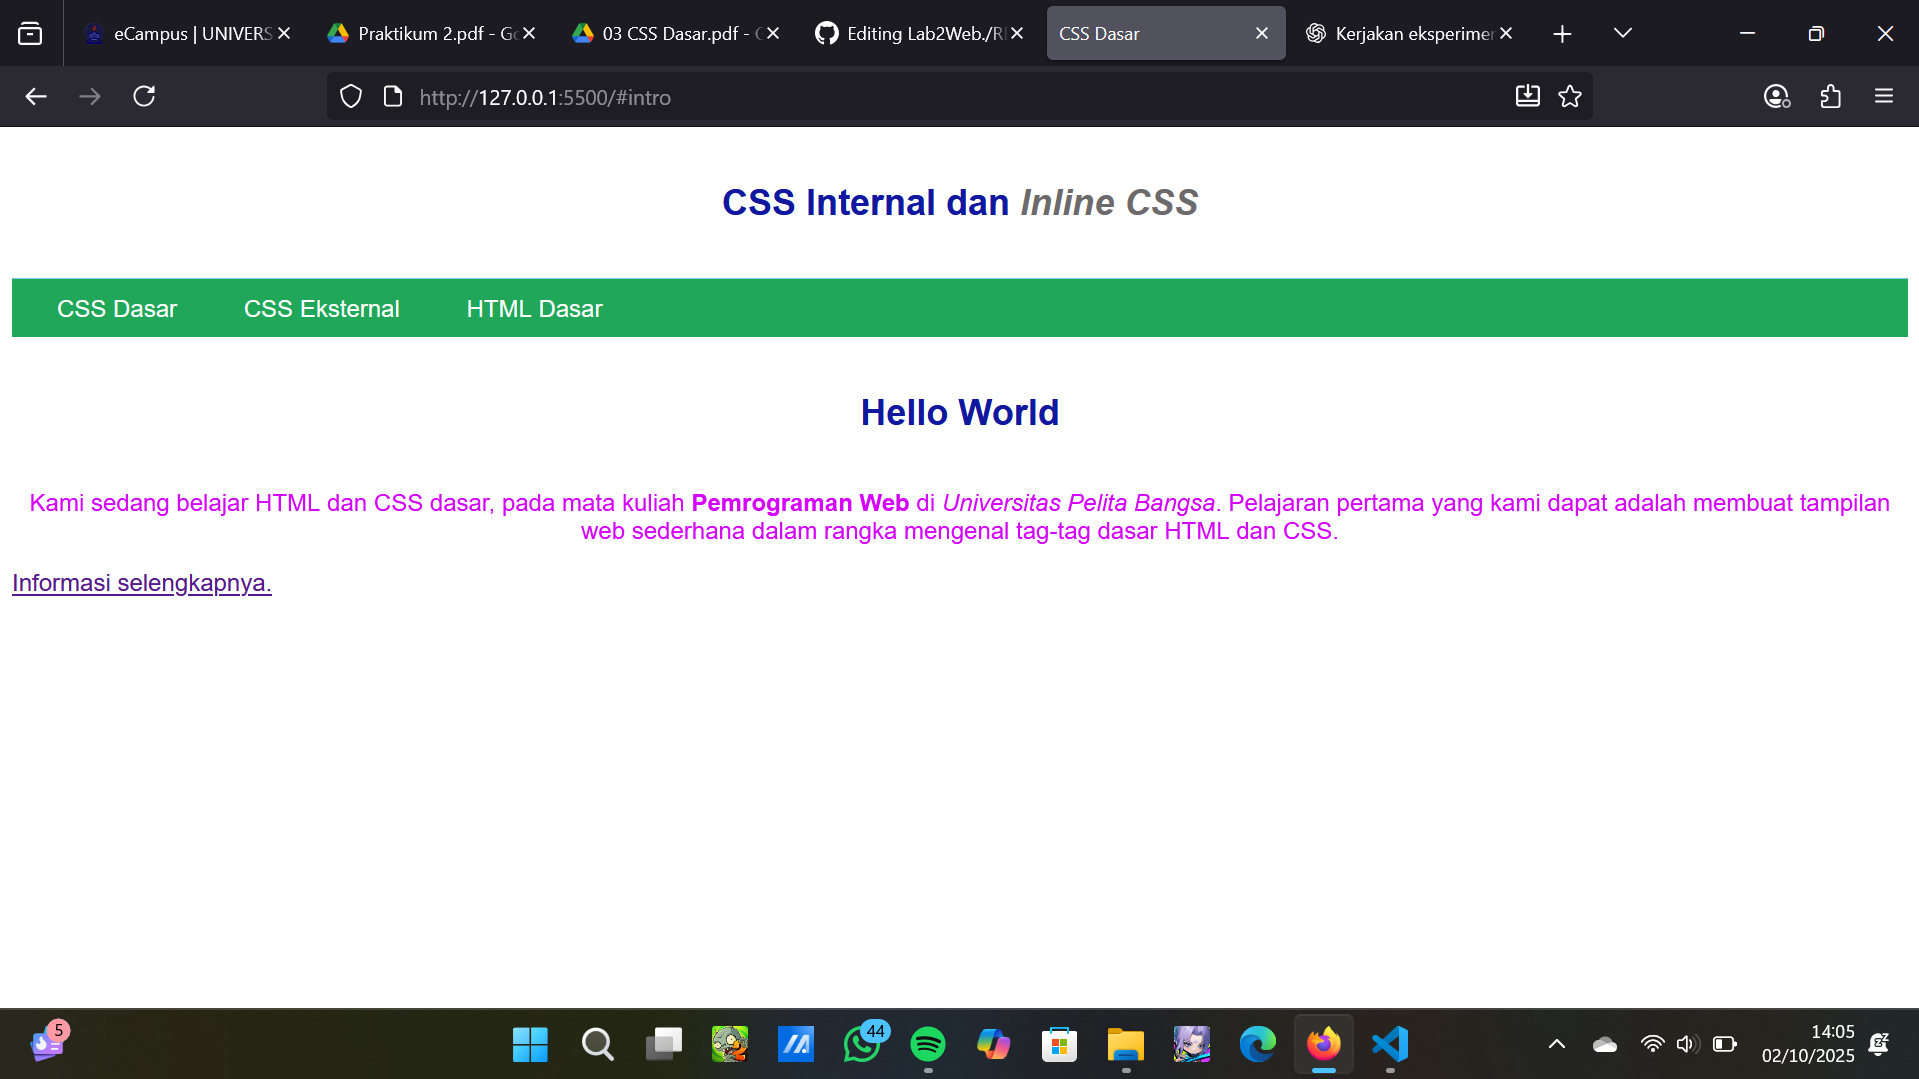 eCampus | UNIVERS
Praktikum 2.pdf - Go
03 CSS Dasar.pdf -
Editing Lab2Web./R
CSS Dasar
Kerjakan eksperimen
http://127.0.0.1:5500/#intro
CSS Internal dan Inline CSS
CSS Dasar
CSS Eksternal
HTML Dasar
Hello World
Kami sedang belajar HTML dan CSS dasar, pada mata kuliah Pemrograman Web di Universitas Pelita Bangsa. Pelajaran pertama yang kami dapat adalah membuat tampilan
web sederhana dalam rangka mengenal tag-tag dasar HTML dan CSS.
Informasi selengkapnya.
5
44
14:05
02/10/2025